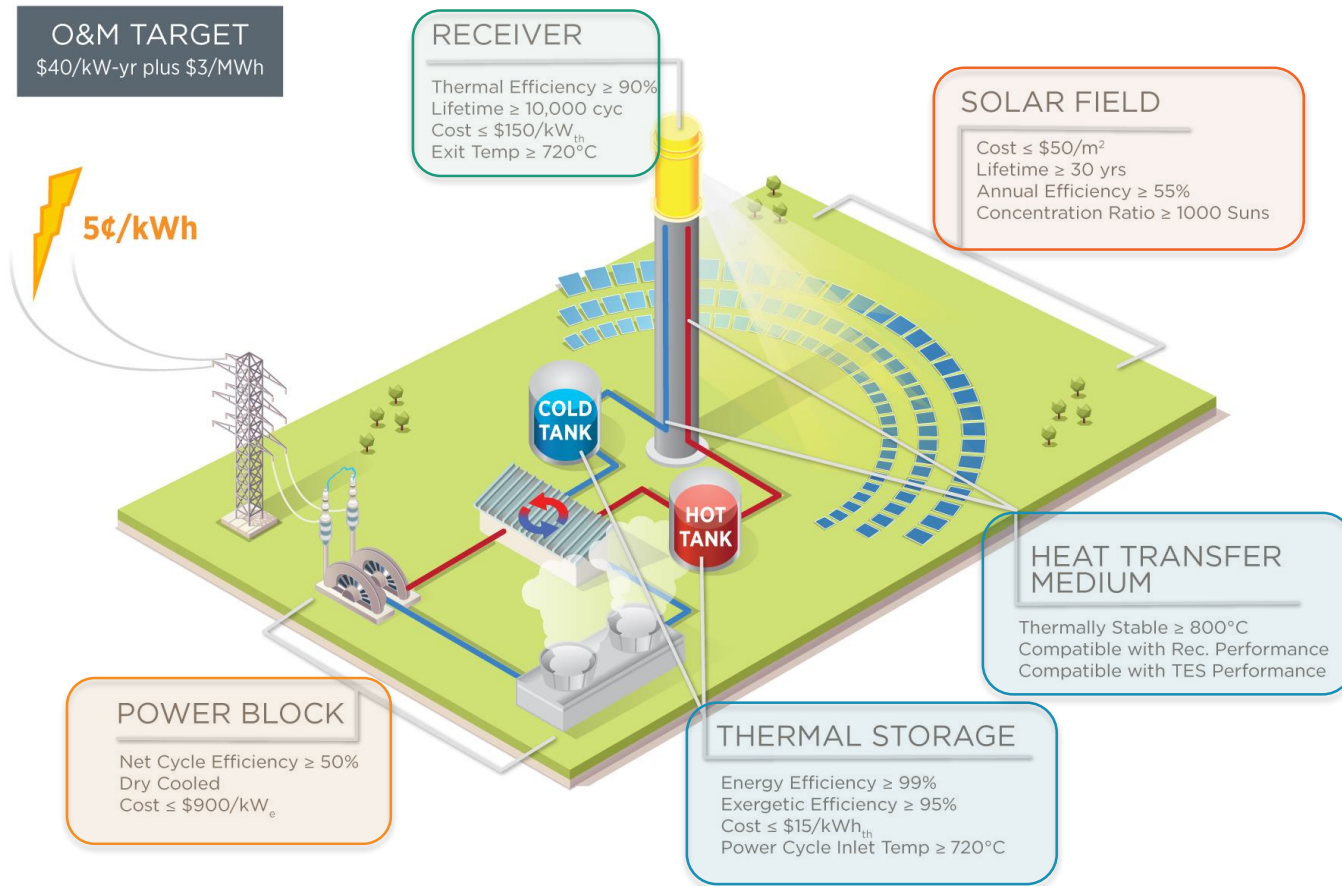 O&M TARGET
$40/kW-yr plus $3/MWh
RECEIVER
Thermal Efficiency ≥ 90%
Lifetime ≥ 10,000 cyc
Cost ≤ $150/kWth
Exit Temp ≥ 720°C
SOLAR FIELD
Cost ≤ $50/m²
Lifetime ≥ 30 yrs
Annual Efficiency ≥ 55%
Concentration Ratio ≥ 1000 Suns
5¢/kWh
COLD
TANK
HOT
TANK
HEAT TRANSFER
MEDIUM
Thermally Stable ≥ 800°C
Compatible with Rec. Performance
Compatible with TES Performance
POWER BLOCK
Net Cycle Efficiency ≥ 50%
Dry Cooled
Cost ≤ $900/kWe
THERMAL STORAGE
Energy Efficiency ≥ 99%
Exergetic Efficiency ≥ 95%
Cost ≤ $15/kWhth
Power Cycle Inlet Temp ≥ 720°C